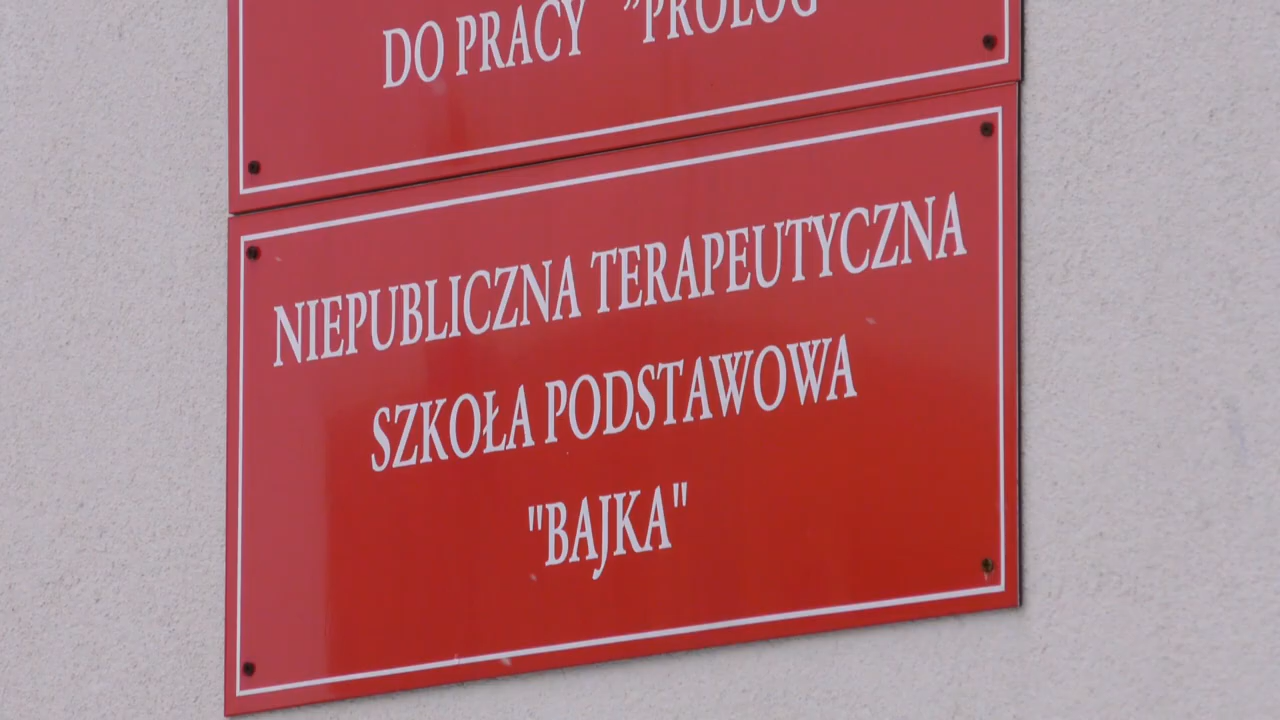 DO PRACY "PROLOG"
NIEPUBLICZNA TERAPEUTYCZNA
SZKOŁA PODSTAWOWA
"BAJKA"